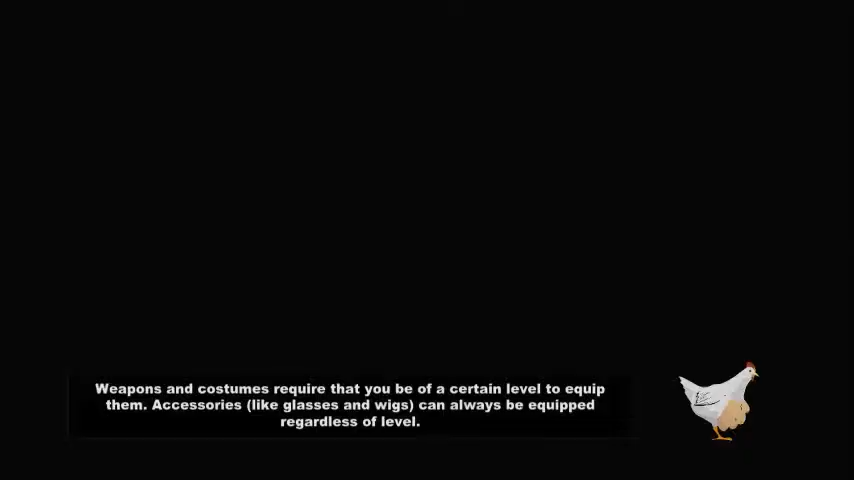 Weapons and costumes require that you be of a certain level to equip
them. Accessories (like glasses and wigs) can always be equipped
regardless of level.